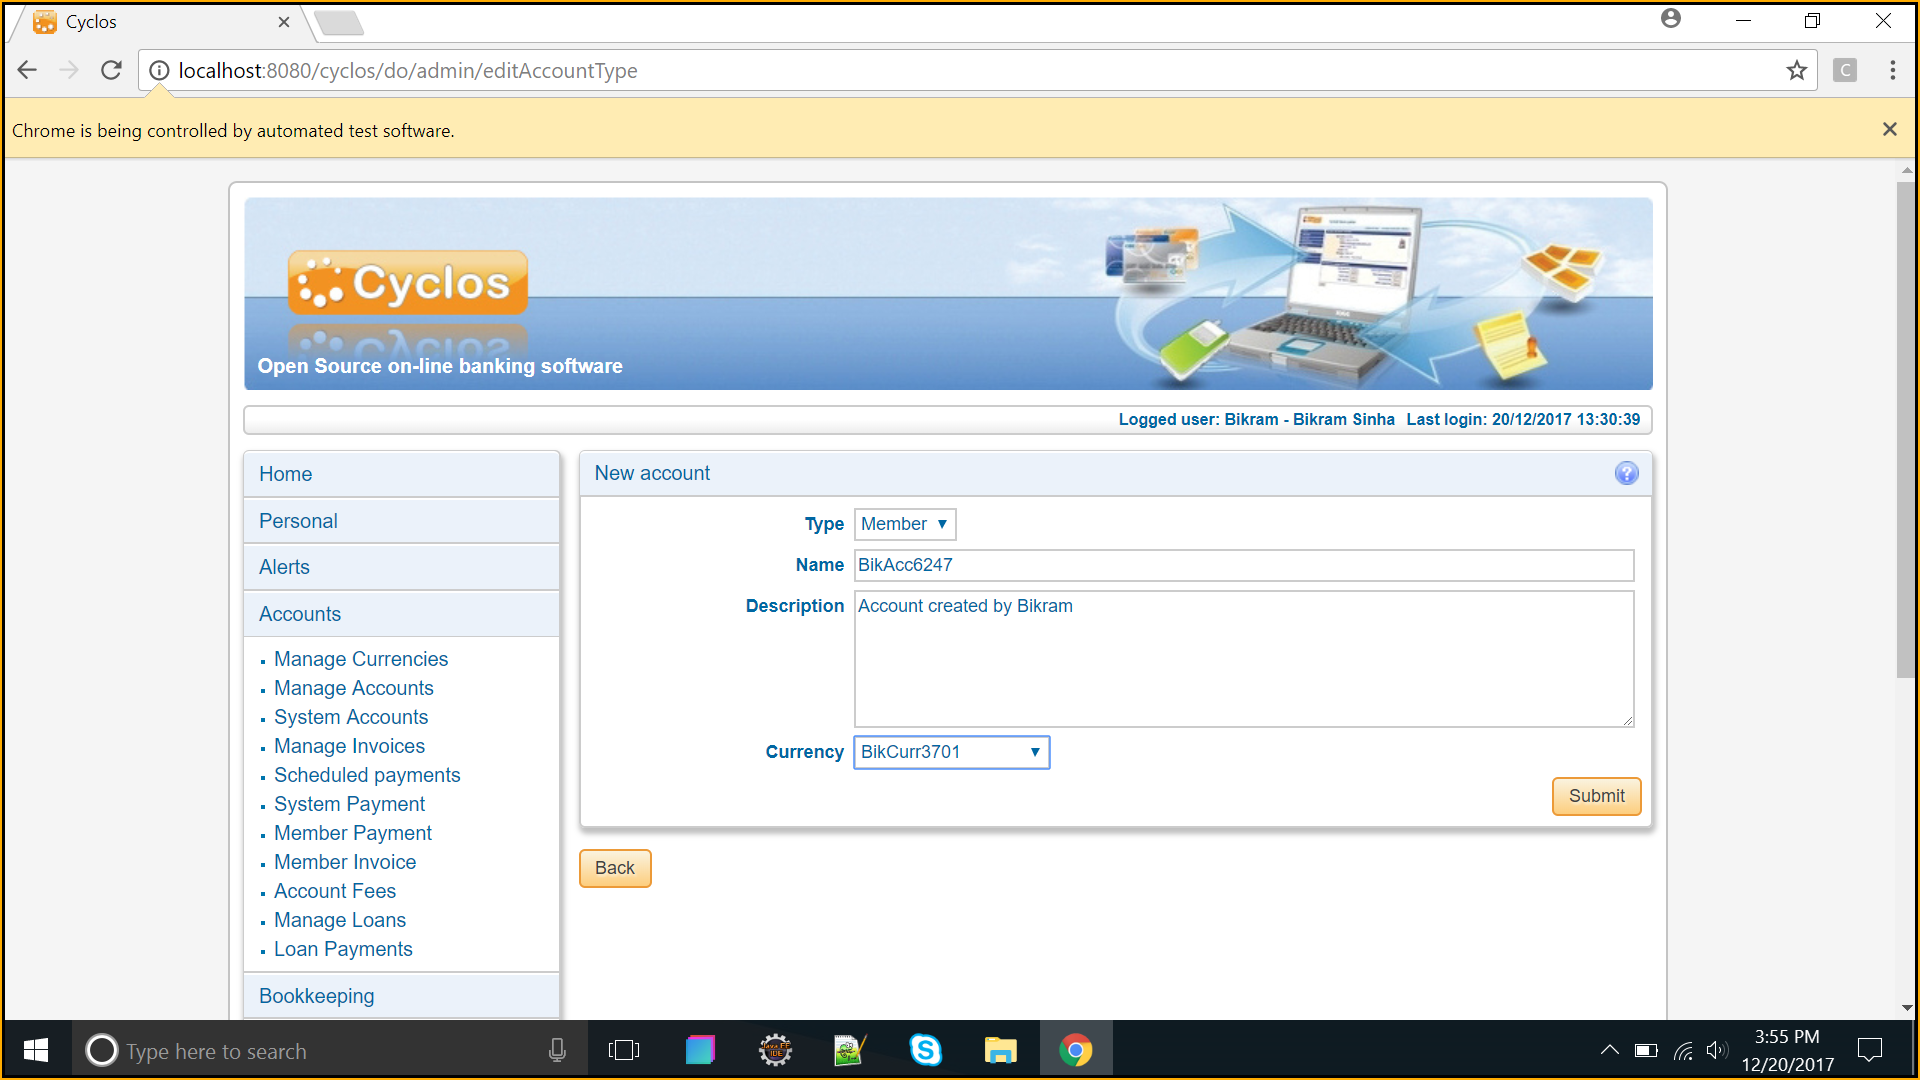 Cyclos
localhost:8080/cyclos/do/admin/editAccountType
C
Chrome is being controlled by automated test software.
Cyclos
Open Source on-line banking software
Logged user: Bikram - Bikram Sinha Last login: 20/12/2017 13:30:39
Home
Personal
Alerts
Accounts
Manage Currencies
Manage Accounts
System Accounts
Manage Invoices
Scheduled payments
System Payment
Member Payment
Member Invoice
Account Fees
Manage Loans
Loan Payments
Bookkeeping
New account
?
Type Member
Name BikAcc6247
Description Account created by Bikram
Currency BikCurr3701
Submit
Back
Type here to search
3:55 PM
12/20/2017